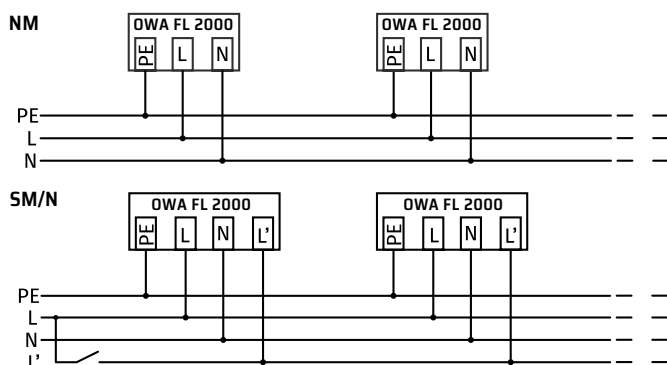 NM
OWA FL 2000 OWA FL 2000
PE L N PE L N
PE
L
N
SM/N
OWA FL 2000 OWA FL 2000
PE L N L' PE L N L'
PE
L
N
L'